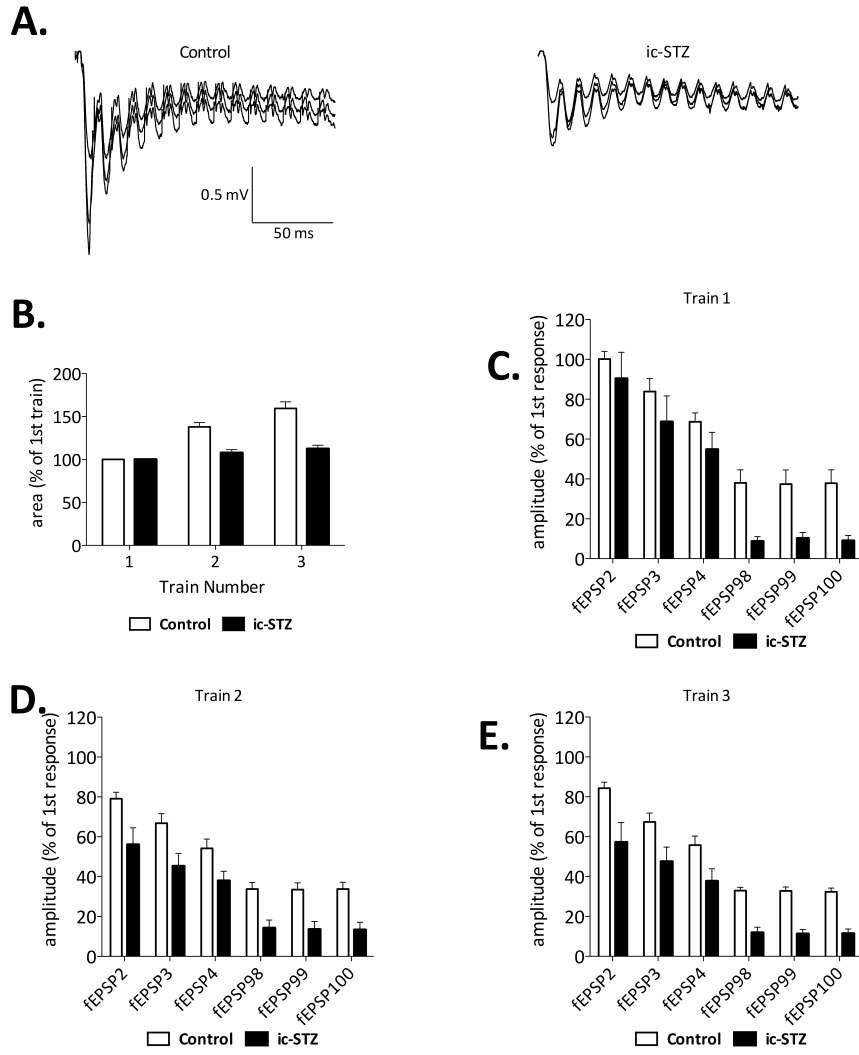 A.
Control
ic-STZ
0.5 mV
50 ms
B.
200
150
100
50
0
area (% of 1st train)
1 2 3
Train Number
Control ic-STZ
C.
Train 1
120
100
80
60
40
20
0
amplitude (% of 1st response)
fEPSP2 fEPSP3 fEPSP4 fEPSP98 fEPSP99 fEPSP100
Control ic-STZ
D.
Train 2
120
100
80
60
40
20
0
amplitude (% of 1st response)
fEPSP2 fEPSP3 fEPSP4 fEPSP98 fEPSP99 fEPSP100
Control ic-STZ
E.
Train 3
120
100
80
60
40
20
0
amplitude (% of 1st response)
fEPSP2 fEPSP3 fEPSP4 fEPSP98 fEPSP99 fEPSP100
Control ic-STZ